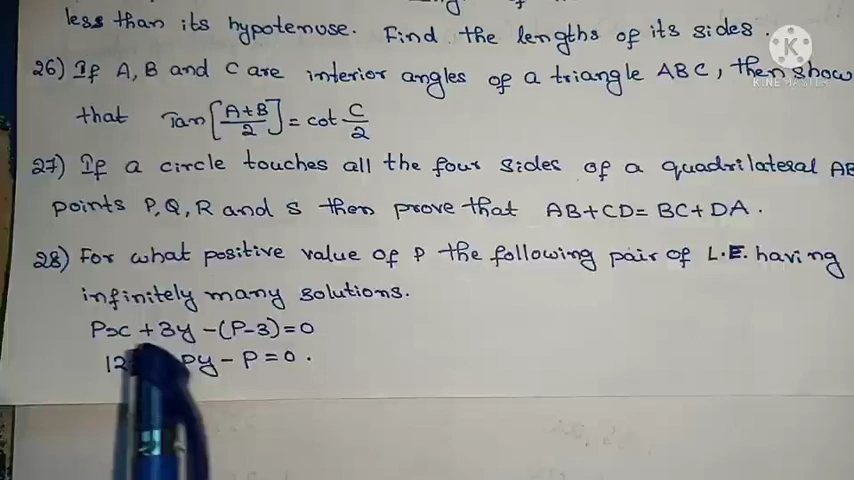 less than its hypotenuse. Find the lengths of its sides.
26) If A, B and C are interior angles of a triangle ABC, then show
that Tan[A+B/2] = cot C/2
27) If a circle touches all the four sides of a quadrilateral AB
points P, Q, R and S then prove that AB+CD=BC+DA.
28) For what positive value of P the following pair of L.E. having
infinitely many solutions.
Px + 3y - (P-3) = 0
12 Py - P = 0.
K
KINEMASTER